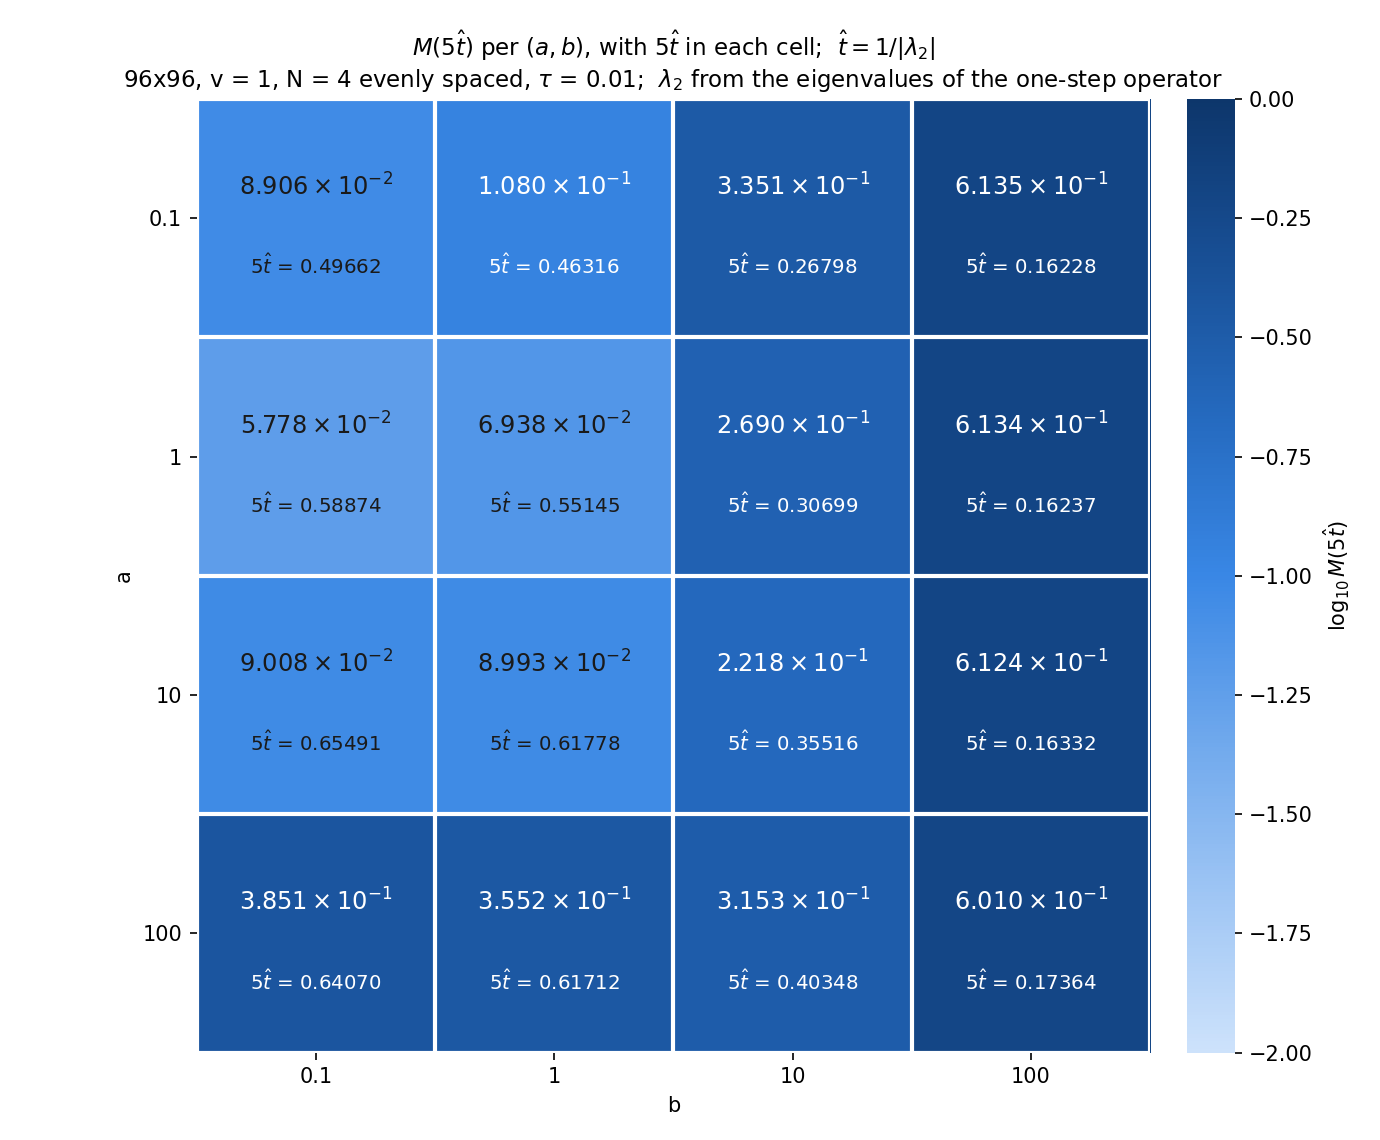 M(5t̂) per (a, b), with 5t̂ in each cell;  t̂ = 1/|λ₂|
96x96, v = 1, N = 4 evenly spaced, τ = 0.01;  λ₂ from the eigenvalues of the one-step operator
8.906 × 10⁻² 1.080 × 10⁻¹ 3.351 × 10⁻¹ 6.135 × 10⁻¹
0.1
5t̂ = 0.49662 5t̂ = 0.46316 5t̂ = 0.26798 5t̂ = 0.16228
5.778 × 10⁻² 6.938 × 10⁻² 2.690 × 10⁻¹ 6.134 × 10⁻¹
1
5t̂ = 0.58874 5t̂ = 0.55145 5t̂ = 0.30699 5t̂ = 0.16237
a
9.008 × 10⁻² 8.993 × 10⁻² 2.218 × 10⁻¹ 6.124 × 10⁻¹
10
5t̂ = 0.65491 5t̂ = 0.61778 5t̂ = 0.35516 5t̂ = 0.16332
3.851 × 10⁻¹ 3.552 × 10⁻¹ 3.153 × 10⁻¹ 6.010 × 10⁻¹
100
5t̂ = 0.64070 5t̂ = 0.61712 5t̂ = 0.40348 5t̂ = 0.17364
0.1 1 10 100
b
0.00
−0.25
−0.50
−0.75
−1.00
−1.25
−1.50
−1.75
−2.00
log₁₀ M(5t̂)